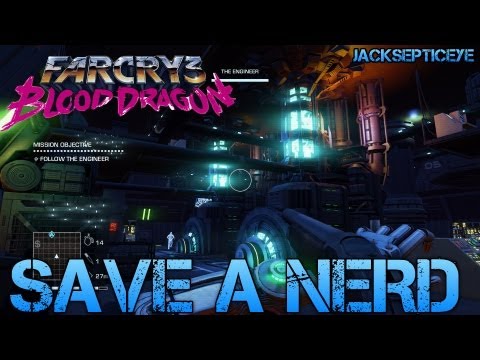 JACKSEPTICEYE
FARCRY3
BLOOD DRAGON
THE ENGINEER
MISSION OBJECTIVE
FOLLOW THE ENGINEER
14
SAVE A NERD